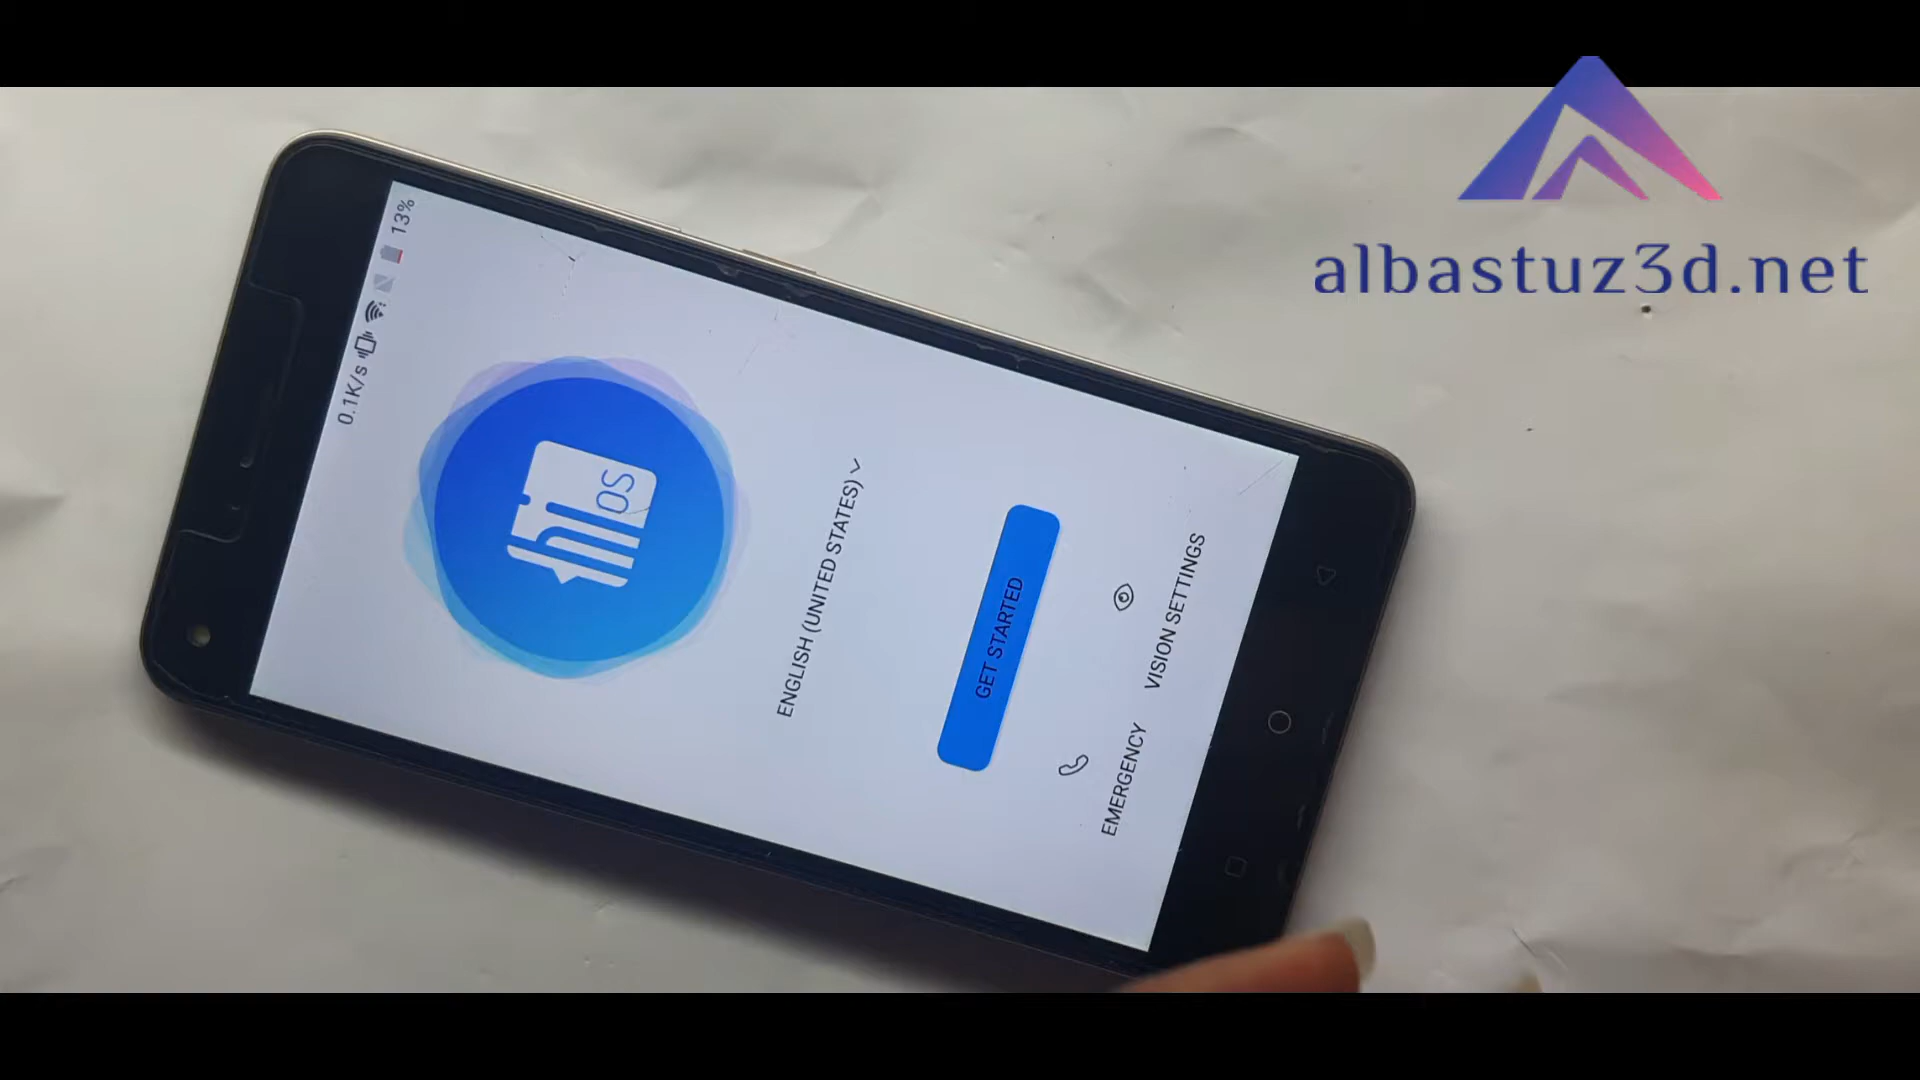 albastuz3d.net
0.1K/s 13%
OS
ENGLISH (UNITED STATES)
GET STARTED
EMERGENCY VISION SETTINGS